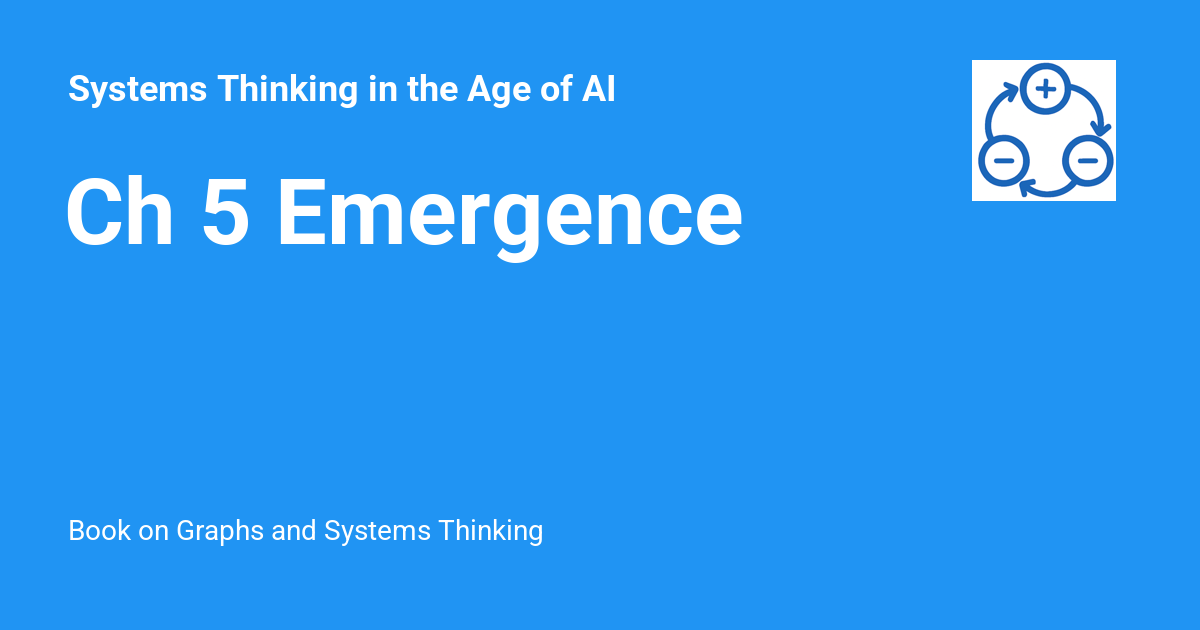 Systems Thinking in the Age of AI
Ch 5 Emergence
Book on Graphs and Systems Thinking